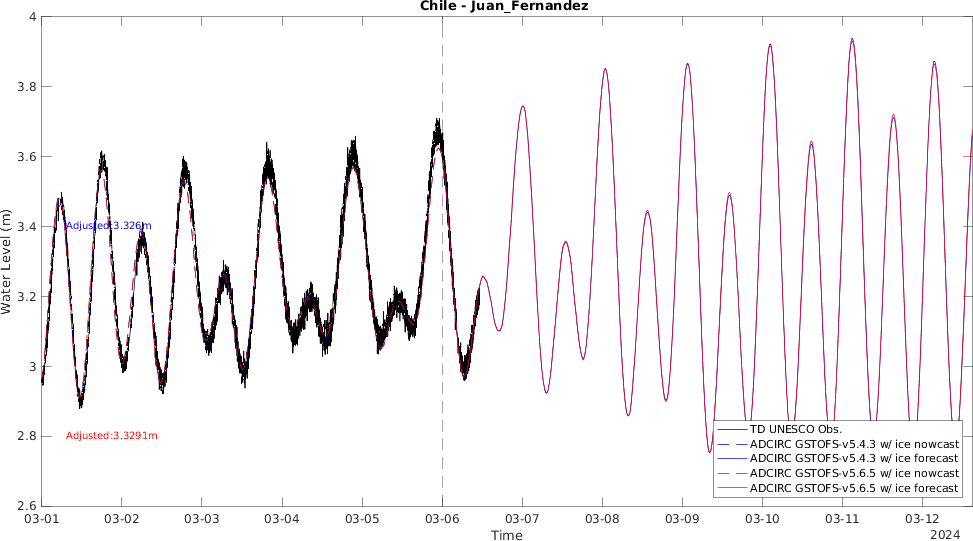 Chile - Juan_Fernandez
Water Level (m)
4
3.8
3.6
3.4
3.2
3
2.8
2.6
Adjusted:3.326m
Adjusted:3.3291m
TD UNESCO Obs.
ADCIRC GSTOFS-v5.4.3 w/ ice nowcast
ADCIRC GSTOFS-v5.4.3 w/ ice forecast
ADCIRC GSTOFS-v5.6.5 w/ ice nowcast
ADCIRC GSTOFS-v5.6.5 w/ ice forecast
03-01 03-02 03-03 03-04 03-05 03-06 03-07 03-08 03-09 03-10 03-11 03-12
Time
2024